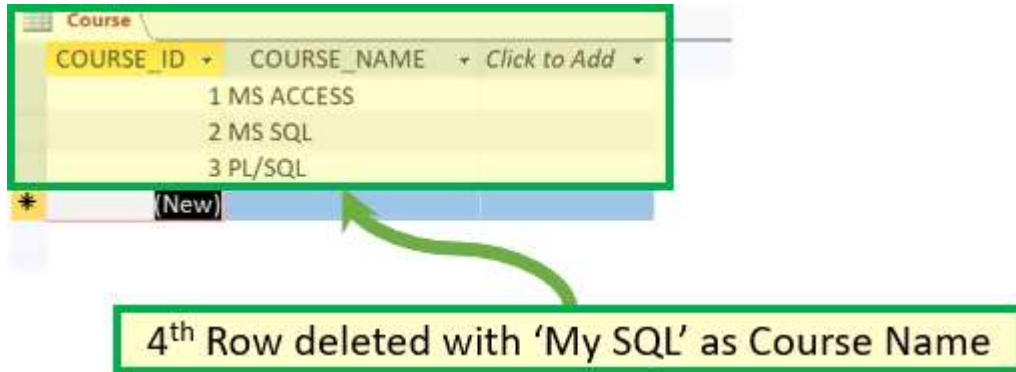 Course
COURSE_ID COURSE_NAME Click to Add
1 MS ACCESS
2 MS SQL
3 PL/SQL
* (New)
4th Row deleted with ‘My SQL’ as Course Name